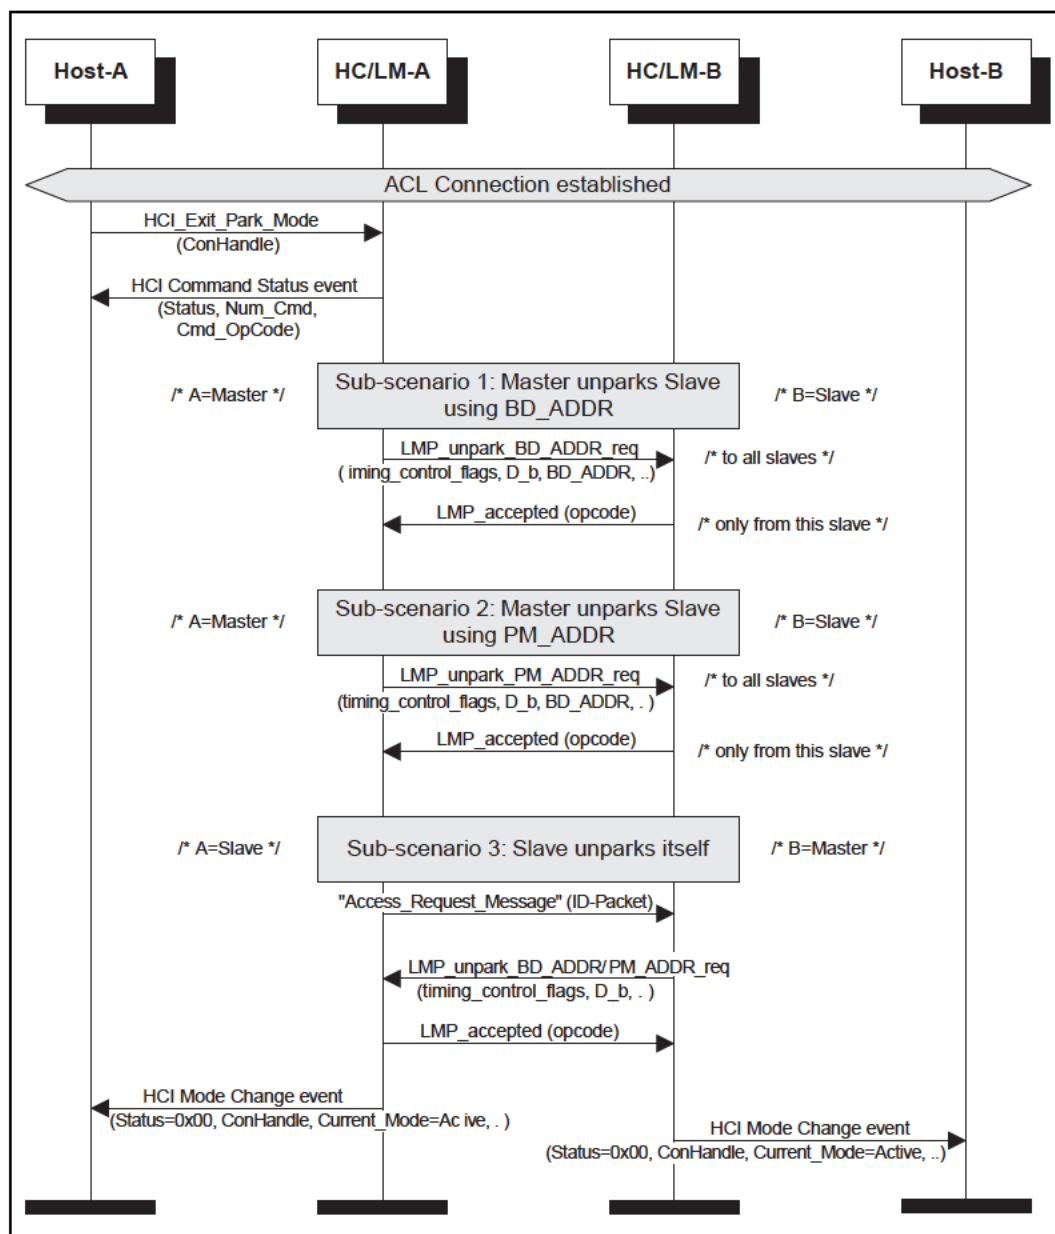 Host-A
HC/LM-A
HC/LM-B
Host-B
ACL Connection established
HCI_Exit_Park_Mode
(ConHandle)
HCI Command Status event
(Status, Num_Cmd,
Cmd_OpCode)
/* A=Master */
Sub-scenario 1: Master unparks Slave
using BD_ADDR
/* B=Slave */
LMP_unpark_BD_ADDR_req
( iming_control_flags, D_b, BD_ADDR, ..)
/* to all slaves */
LMP_accepted (opcode)
/* only from this slave */
/* A=Master */
Sub-scenario 2: Master unparks Slave
using PM_ADDR
/* B=Slave */
LMP_unpark_PM_ADDR_req
(timing_control_flags, D_b, BD_ADDR, . )
/* to all slaves */
LMP_accepted (opcode)
/* only from this slave */
/* A=Slave */
Sub-scenario 3: Slave unparks itself
/* B=Master */
"Access_Request_Message" (ID-Packet)
LMP_unpark_BD_ADDR/PM_ADDR_req
(timing_control_flags, D_b, . )
LMP_accepted (opcode)
HCI Mode Change event
(Status=0x00, ConHandle, Current_Mode=Ac ive, . )
HCI Mode Change event
(Status=0x00, ConHandle, Current_Mode=Active, ..)